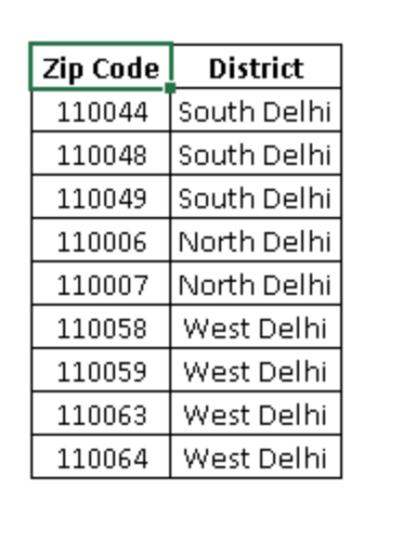 Zip Code District
110044 South Delhi
110048 South Delhi
110049 South Delhi
110006 North Delhi
110007 North Delhi
110058 West Delhi
110059 West Delhi
110063 West Delhi
110064 West Delhi